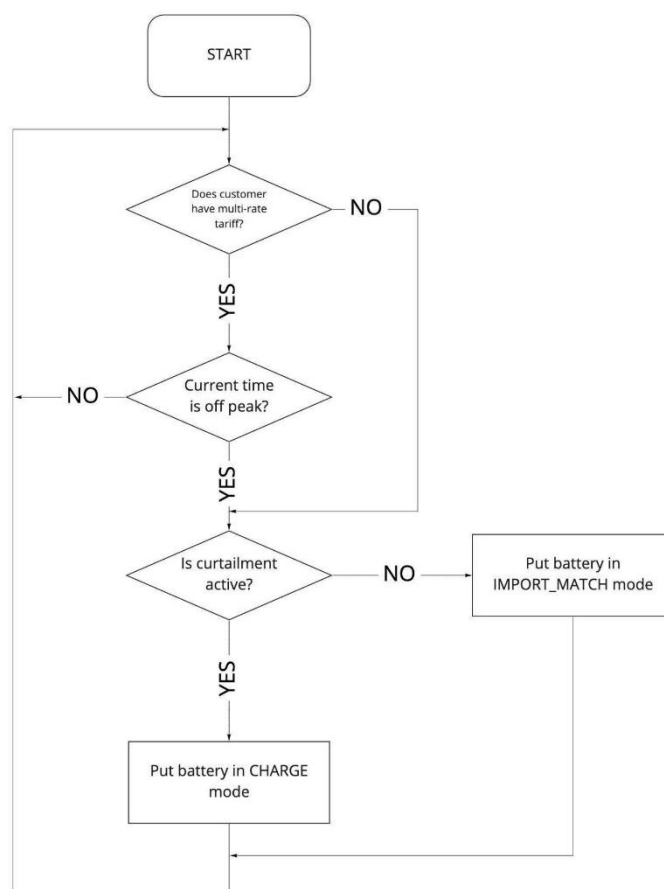 START
Does customer
have multi-rate
tariff?
NO
YES
Current time
is off peak?
NO
YES
Is curtailment
active?
NO
Put battery in
IMPORT_MATCH mode
YES
Put battery in CHARGE
mode